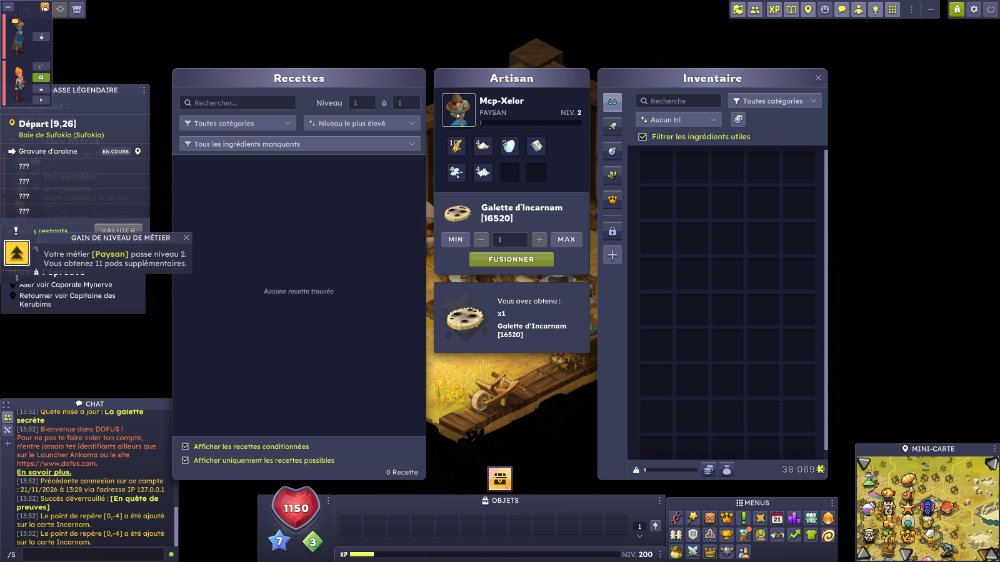 ASSE LÉGENDAIRE
Départ [9,26]
Baie de Sufokia (Sufokia)
Gravure d'arakne
EN COURS
???
???
???
???
restants
VALIDER
GAIN DE NIVEAU DE MÉTIER
Votre métier [Paysan] passe niveau 2.
Vous obtenez 11 pods supplémentaires.
1
Aller voir Caporale Mynerve
Retourner voir Capitaine des
Kerubims
CHAT
[13:32] Quête mise à jour : La galette
secrète
[13:32] Bienvenue dans DOFUS !
Pour ne pas te faire voler ton compte,
n'entre jamais tes identifiants ailleurs que
sur le Launcher Ankama ou le site
https://www.dofus.com.
En savoir plus.
[13:32] Précédente connexion sur ce compte
: 21/11/2026 à 13:28 via l'adresse IP 127.0.0.1
[13:32] Succès déverrouillé : [En quête de
preuves]
[13:32] Le point de repère [0,-4] a été ajouté
sur la carte Incarnam.
[13:32] Le point de repère [0,-4] a été ajouté
sur la carte Incarnam.
/S
Recettes
Rechercher...
Niveau
1
à
1
Toutes catégories
Niveau le plus élevé
Tous les ingrédients manquants
Aucune recette trouvée
Afficher les recettes conditionnées
Afficher uniquement les recettes possibles
0 Recette
Artisan
Mcp-Xelor
PAYSAN
NIV. 2
Galette d'Incarnam
[16520]
MIN
1
MAX
FUSIONNER
Vous avez obtenu :
x1
Galette d'Incarnam
[16520]
Inventaire
Recherche
Toutes catégories
Aucun tri
Filtrer les ingrédients utiles
38 069
XP
1150
7
3
OBJETS
1
XP
NIV. 200
MENUS
21
MINI-CARTE